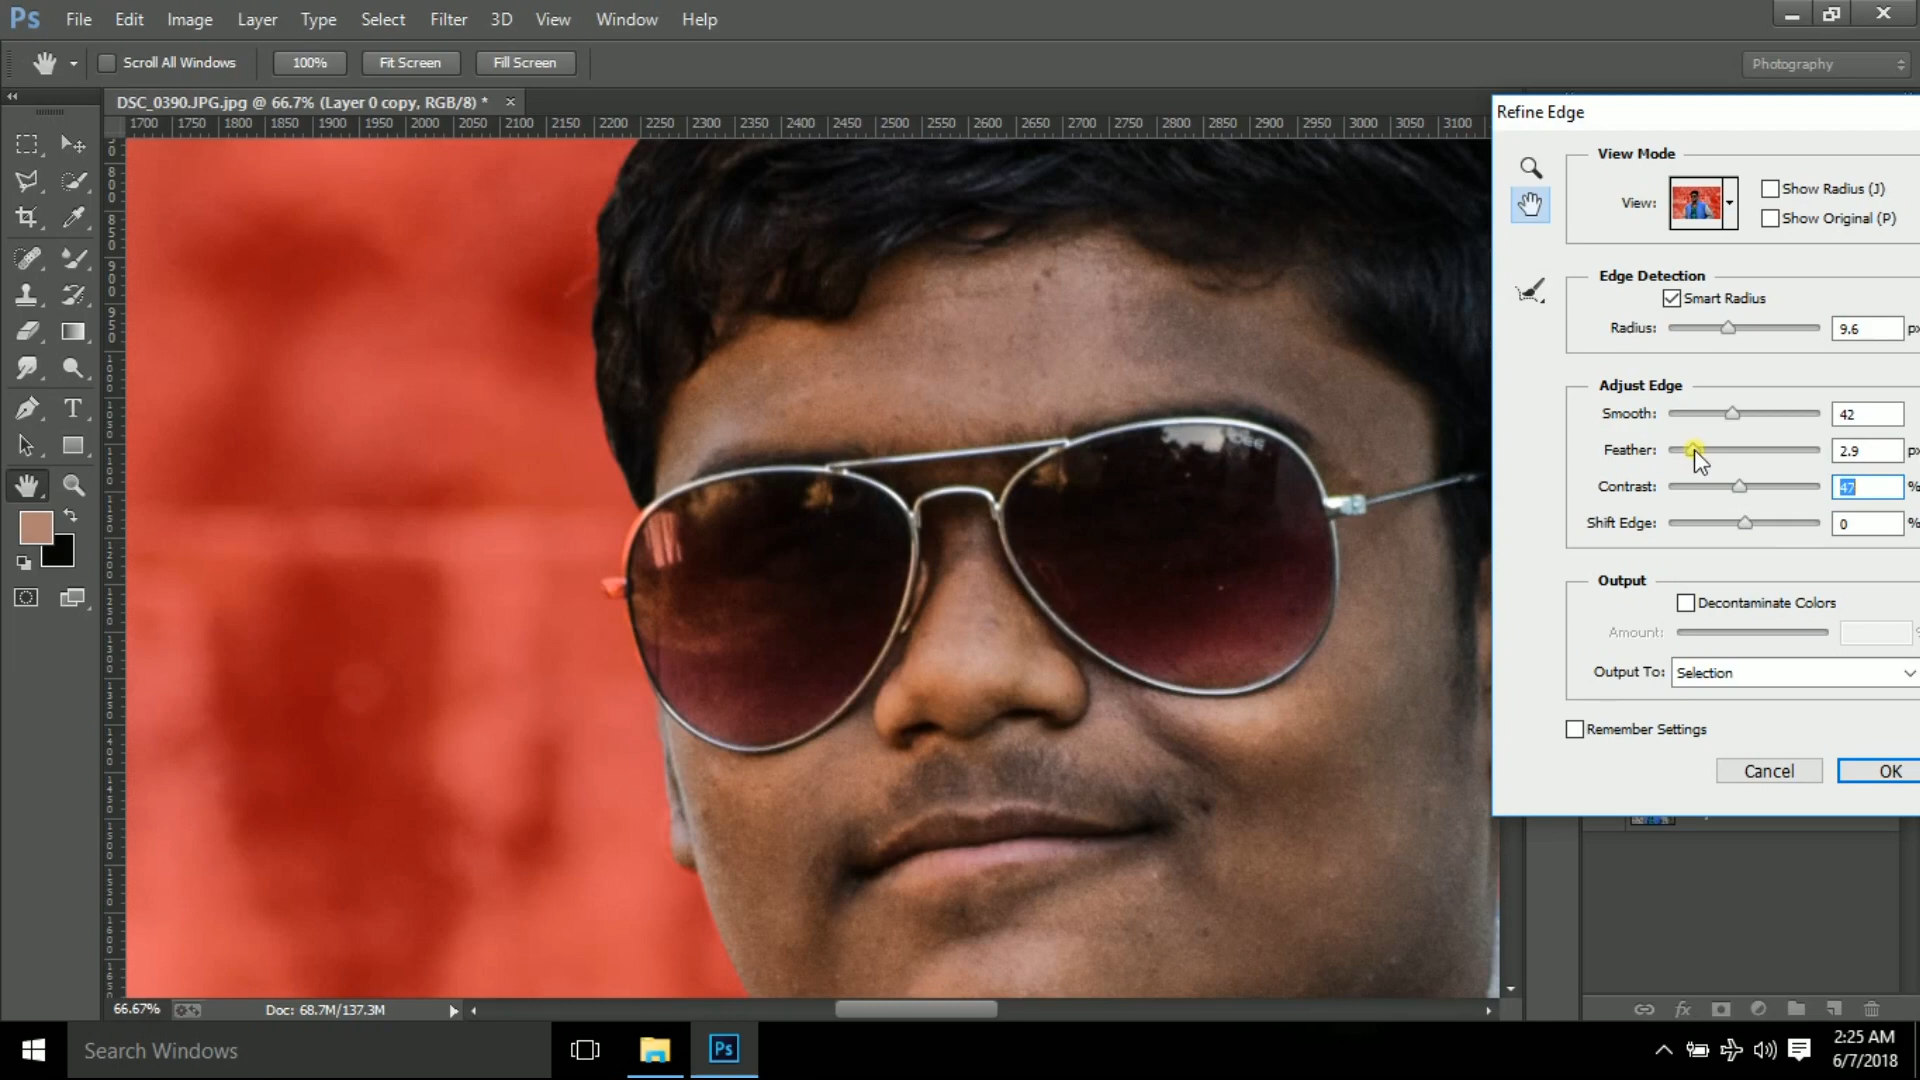 Ps File Edit Image Layer Type Select Filter 3D View Window Help
Scroll All Windows 100% Fit Screen Fill Screen Photography
DSC_0390.JPG.jpg @ 66.7% (Layer 0 copy, RGB/8) *
1700 1750 1800 1850 1900 1950 2000 2050 2100 2150 2200 2250 2300 2350 2400 2450 2500 2550 2600 2650 2700 2750 2800 2850 2900 2950 3000 3050 3100
Refine Edge
View Mode
View:
Show Radius (J)
Show Original (P)
Edge Detection
Smart Radius
Radius: 9.6 px
Adjust Edge
Smooth: 42
Feather: 2.9 px
Contrast: 47 %
Shift Edge: 0 %
Output
Decontaminate Colors
Amount:
Output To: Selection
Remember Settings
Cancel OK
66.67% Doc: 68.7M/137.3M
Search Windows
Ps
2:25 AM
6/7/2018